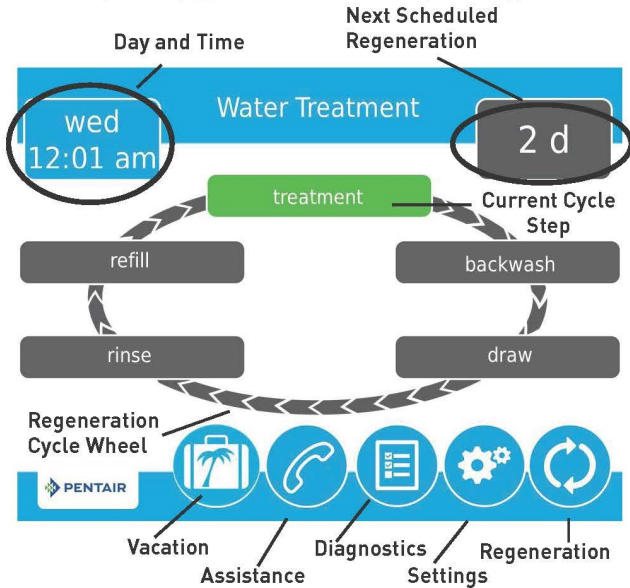 Next Scheduled
Regeneration
Day and Time
Water Treatment
wed
12:01 am
2 d
treatment
Current Cycle
Step
refill
backwash
rinse
draw
Regeneration
Cycle Wheel
PENTAIR
Vacation
Assistance
Diagnostics
Settings
Regeneration